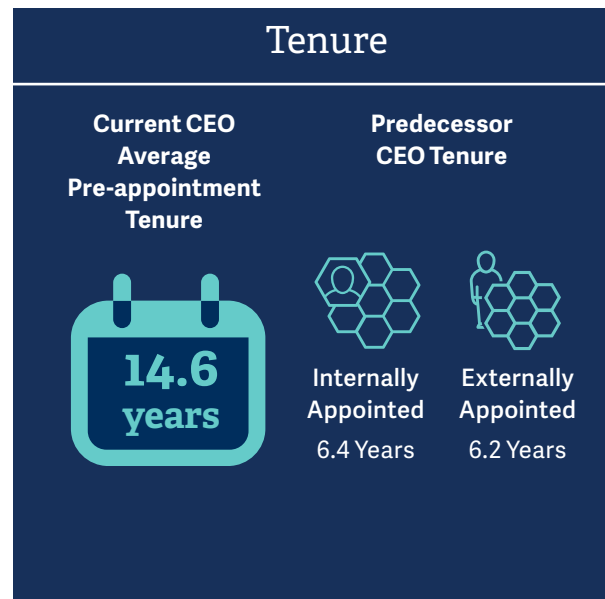 Tenure
Current CEO
Average
Pre-appointment
Tenure
14.6
years
Predecessor
CEO Tenure
Internally
Appointed
6.4 Years
Externally
Appointed
6.2 Years